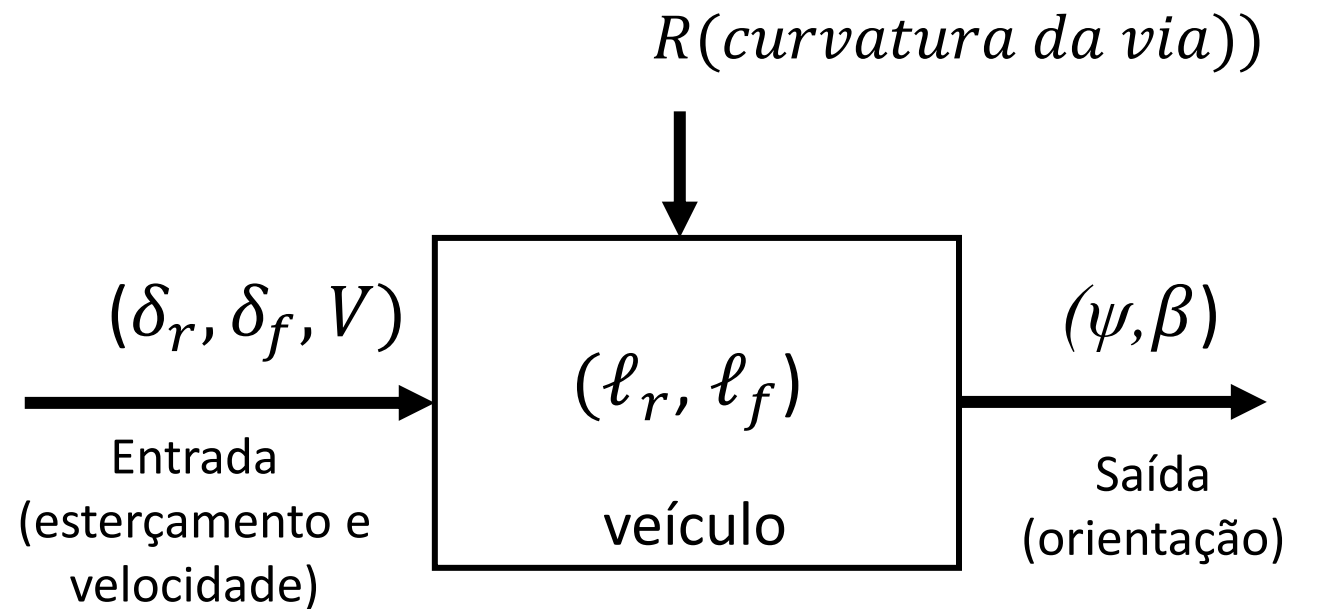 R(curvatura da via))
(δ_r, δ_f, V)
(ℓ_r, ℓ_f)
(ψ,β)
Entrada
(esterçamento e
velocidade)
veículo
Saída
(orientação)